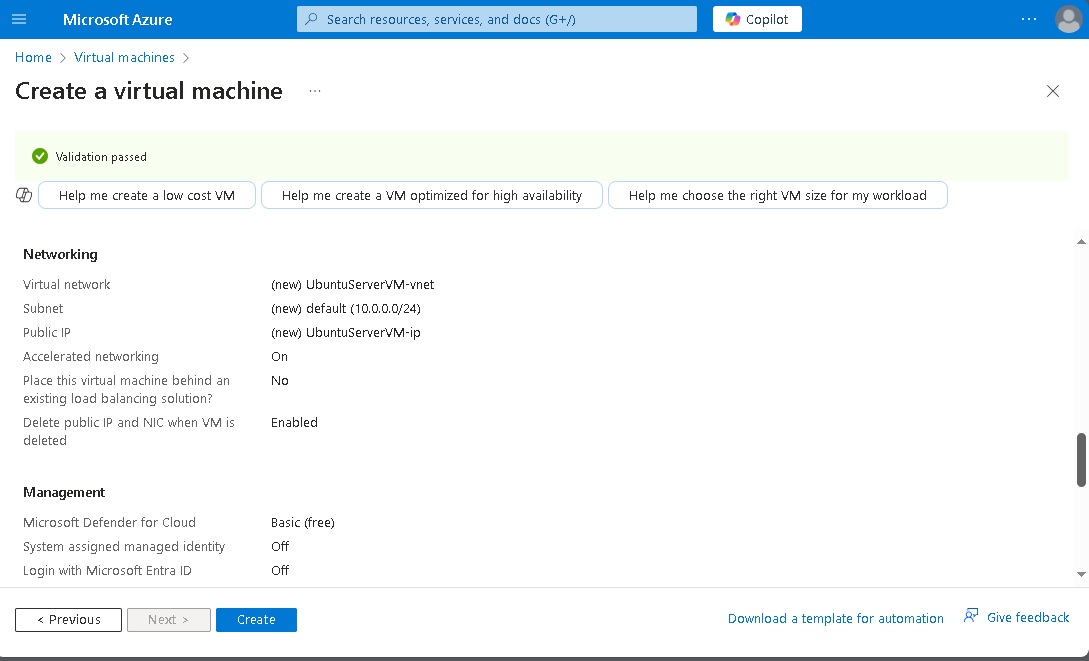 Microsoft Azure
Search resources, services, and docs (G+/)
Copilot
...
Home > Virtual machines >
Create a virtual machine ...
Validation passed
Help me create a low cost VM
Help me create a VM optimized for high availability
Help me choose the right VM size for my workload
Networking
Virtual network (new) UbuntuServerVM-vnet
Subnet (new) default (10.0.0.0/24)
Public IP (new) UbuntuServerVM-ip
Accelerated networking On
Place this virtual machine behind an No
existing load balancing solution?
Delete public IP and NIC when VM is Enabled
deleted
Management
Microsoft Defender for Cloud Basic (free)
System assigned managed identity Off
Login with Microsoft Entra ID Off
< Previous
Next >
Create
Download a template for automation
Give feedback